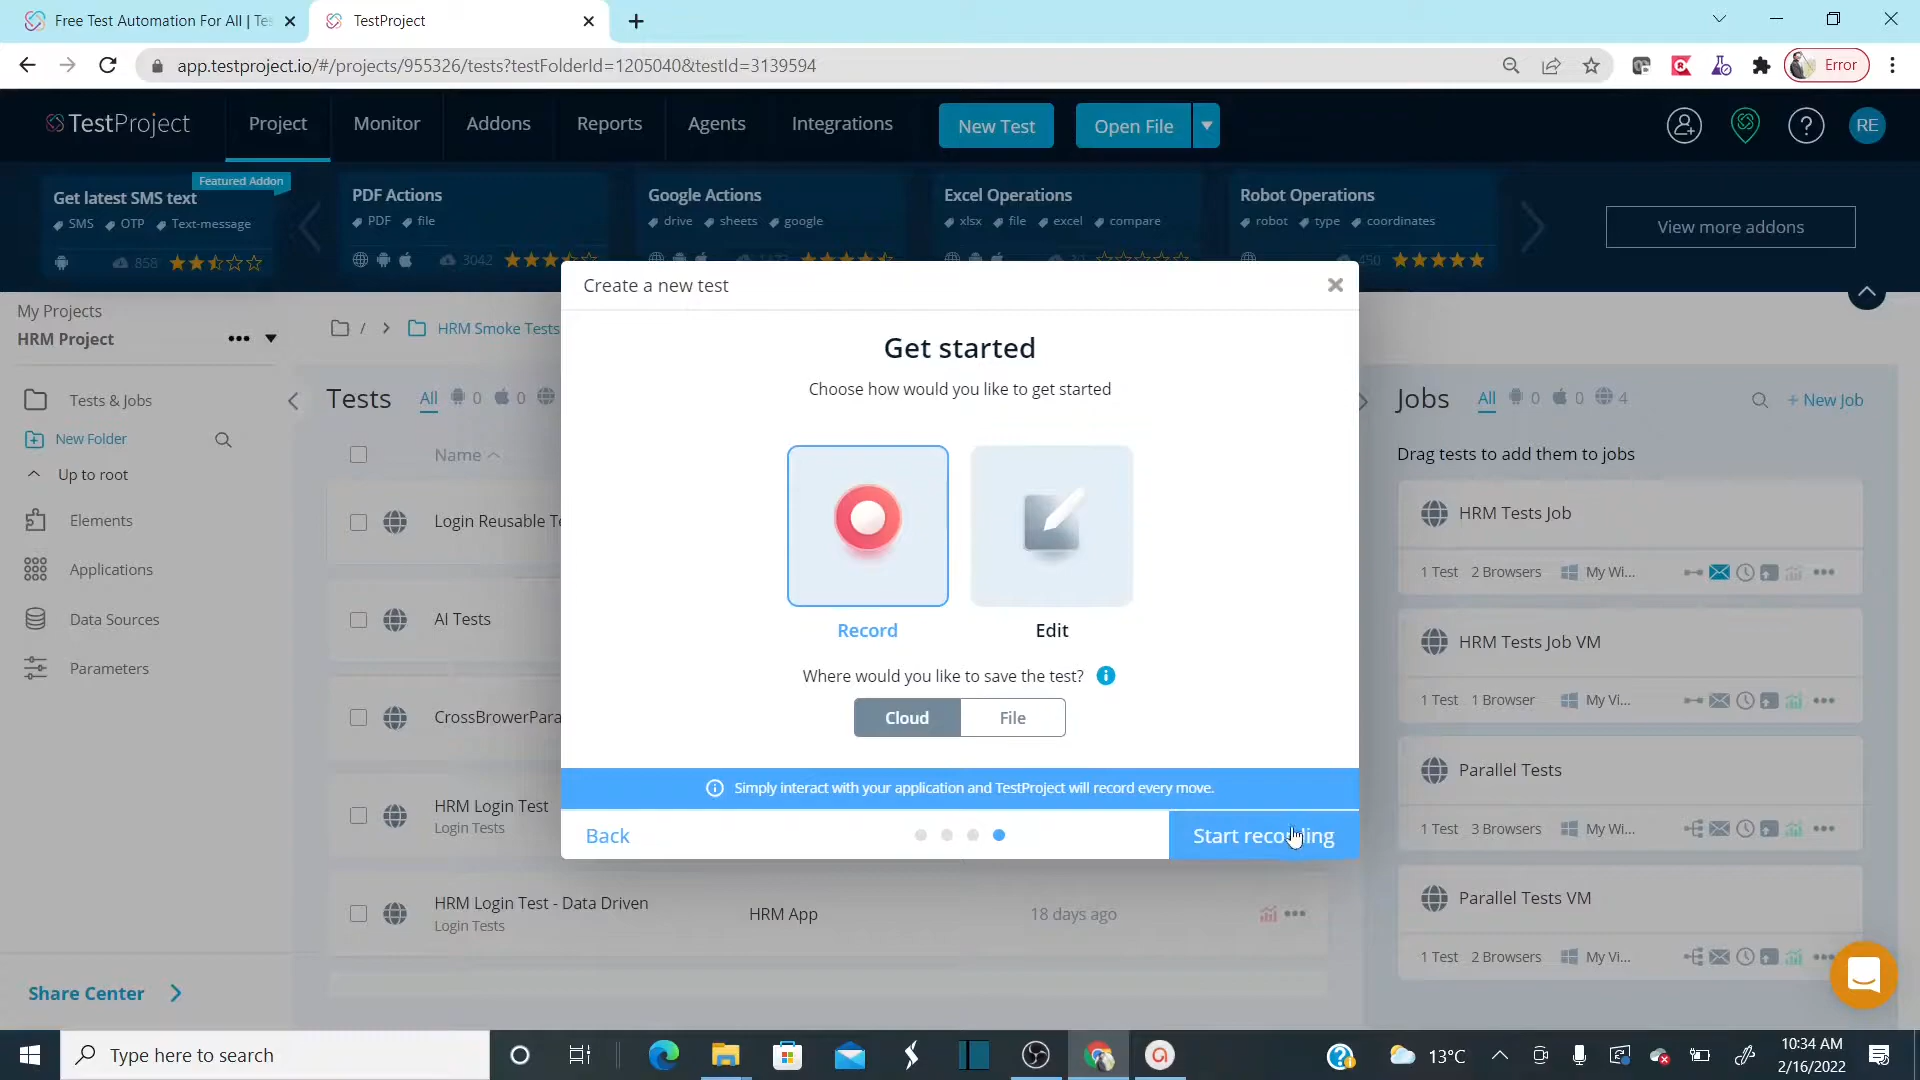 Free Test Automation For All | Tes
TestProject
app.testproject.io/#/projects/955326/tests?testFolderId=1205040&testId=3139594
Error
TestProject
Project
Monitor
Addons
Reports
Agents
Integrations
New Test
Open File
RE
Featured Addon
Get latest SMS text
SMS OTP Text-message
858
PDF Actions
PDF file
3042
Google Actions
drive sheets google
Excel Operations
xlsx file excel compare
Robot Operations
robot type coordinates
450
View more addons
My Projects
HRM Project
Tests & Jobs
New Folder
Up to root
Elements
Applications
Data Sources
Parameters
Share Center
/ > HRM Smoke Tests
Tests All 0 0
Name
Login Reusable Te
AI Tests
CrossBrowerPara
HRM Login Test
Login Tests
HRM Login Test - Data Driven
Login Tests
HRM App
18 days ago
Create a new test
Get started
Choose how would you like to get started
Record
Edit
Where would you like to save the test?
Cloud
File
Simply interact with your application and TestProject will record every move.
Back
Start recording
Jobs All 0 0 4
+ New Job
Drag tests to add them to jobs
HRM Tests Job
1 Test 2 Browsers My Wi...
HRM Tests Job VM
1 Test 1 Browser My Vi...
Parallel Tests
1 Test 3 Browsers My Wi...
Parallel Tests VM
1 Test 2 Browsers My Vi...
Type here to search
13°C
10:34 AM
2/16/2022